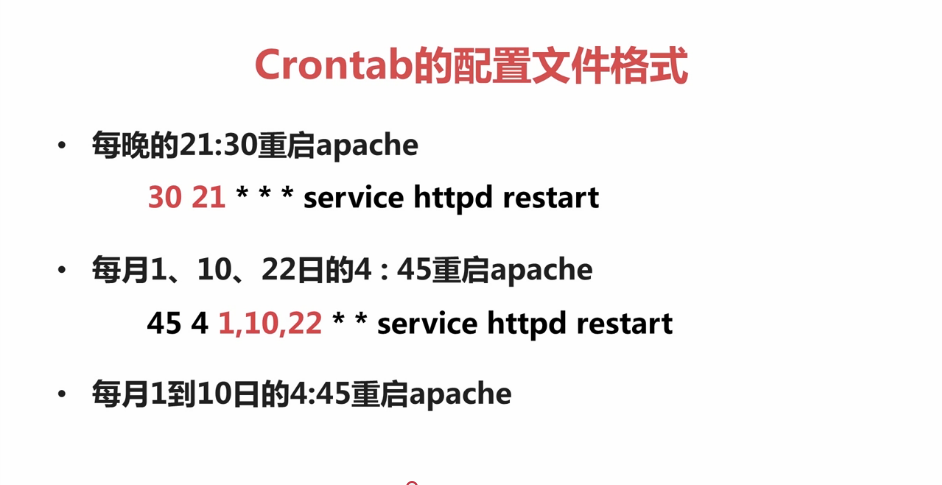 Crontab的配置文件格式
• 每晚的21:30重启apache
30 21 * * * service httpd restart
• 每月1、10、22日的4：45重启apache
45 4 1,10,22 * * service httpd restart
• 每月1到10日的4:45重启apache